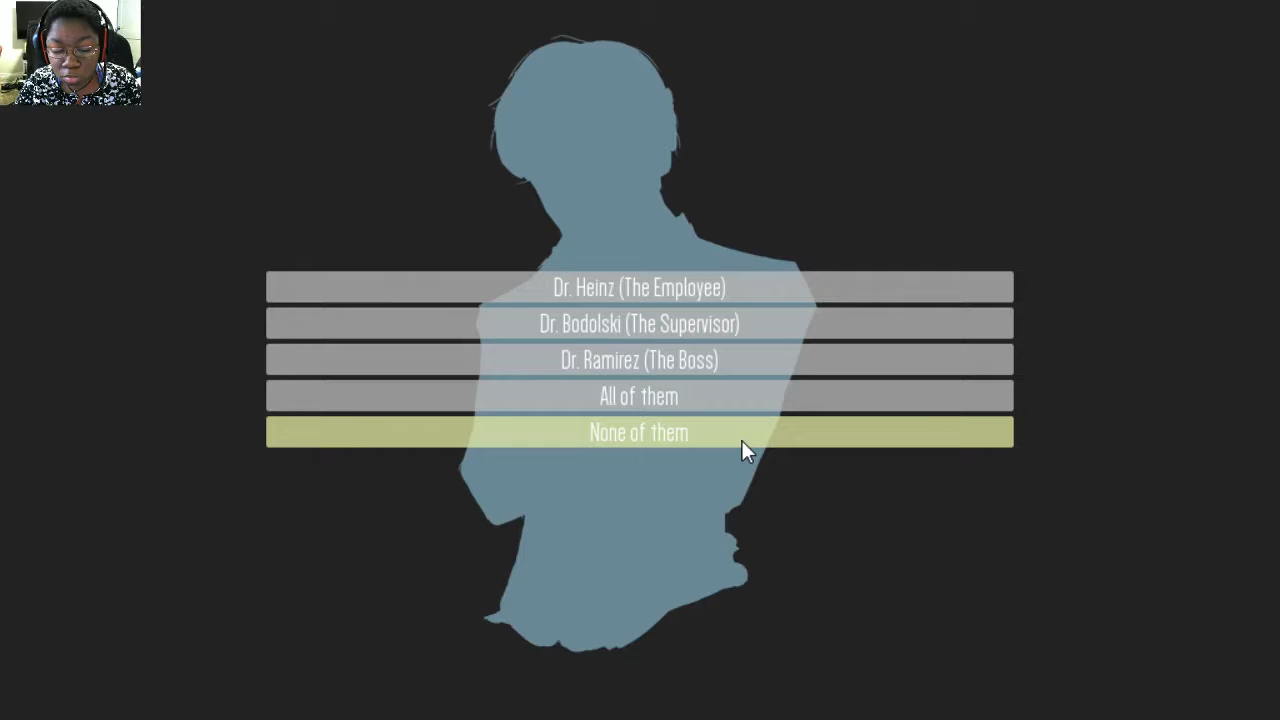 Dr. Heinz (The Employee)
Dr. Bodolski (The Supervisor)
Dr. Ramirez (The Boss)
All of them
None of them